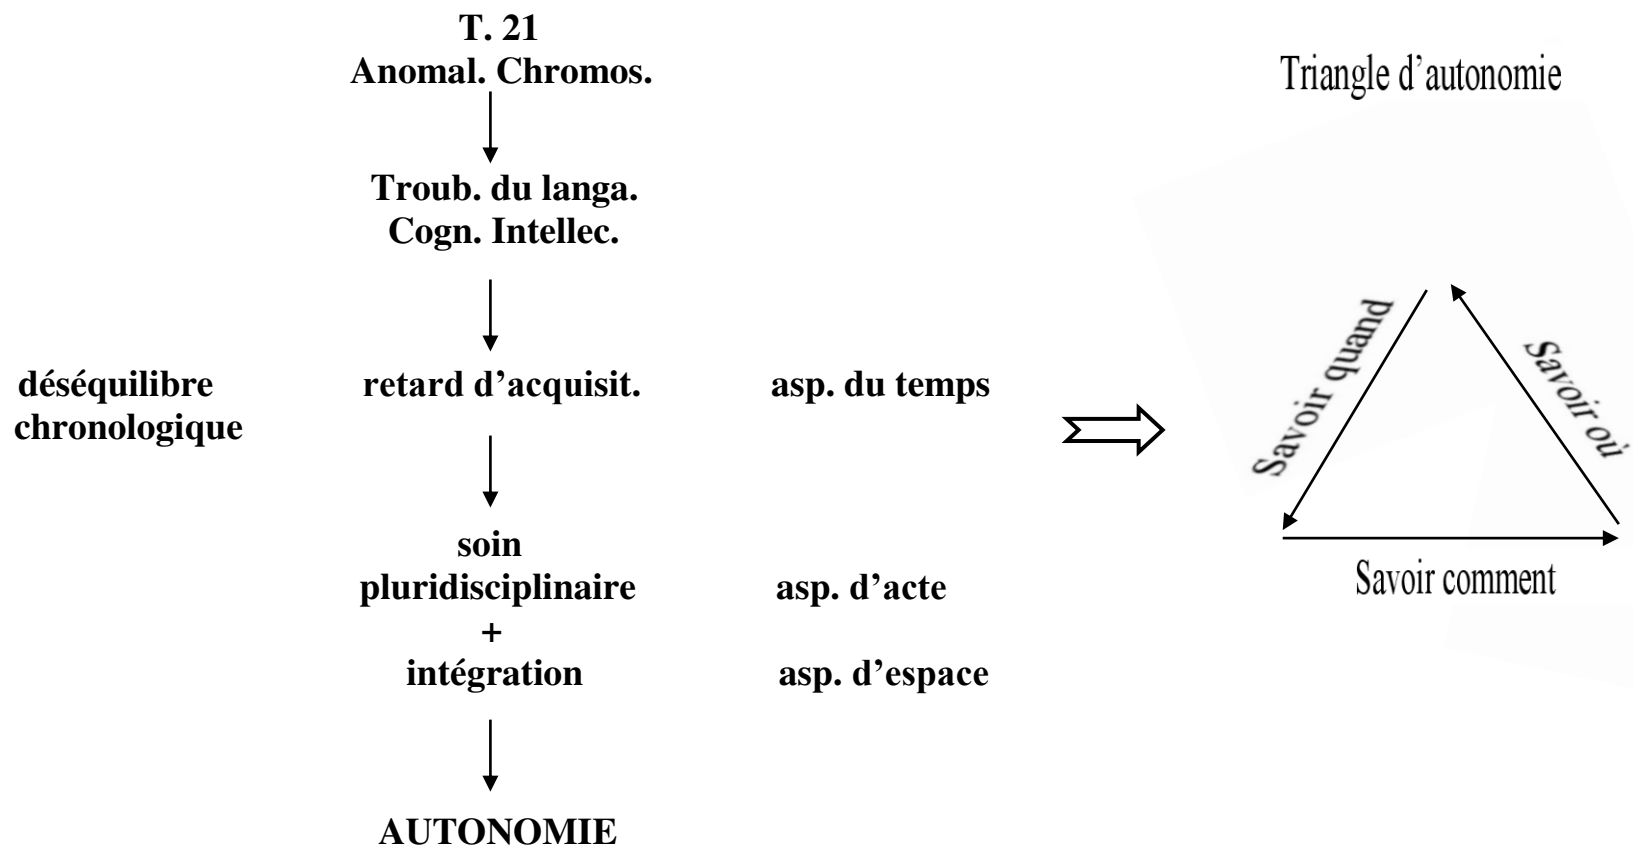 T. 21
Anomal. Chromos.
Troub. du langa.
Cogn. Intellec.
déséquilibre
chronologique
retard d’acquisit.
asp. du temps
soin
pluridisciplinaire
asp. d’acte
+
intégration
asp. d’espace
AUTONOMIE
Triangle d’autonomie
Savoir quand
Savoir où
Savoir comment